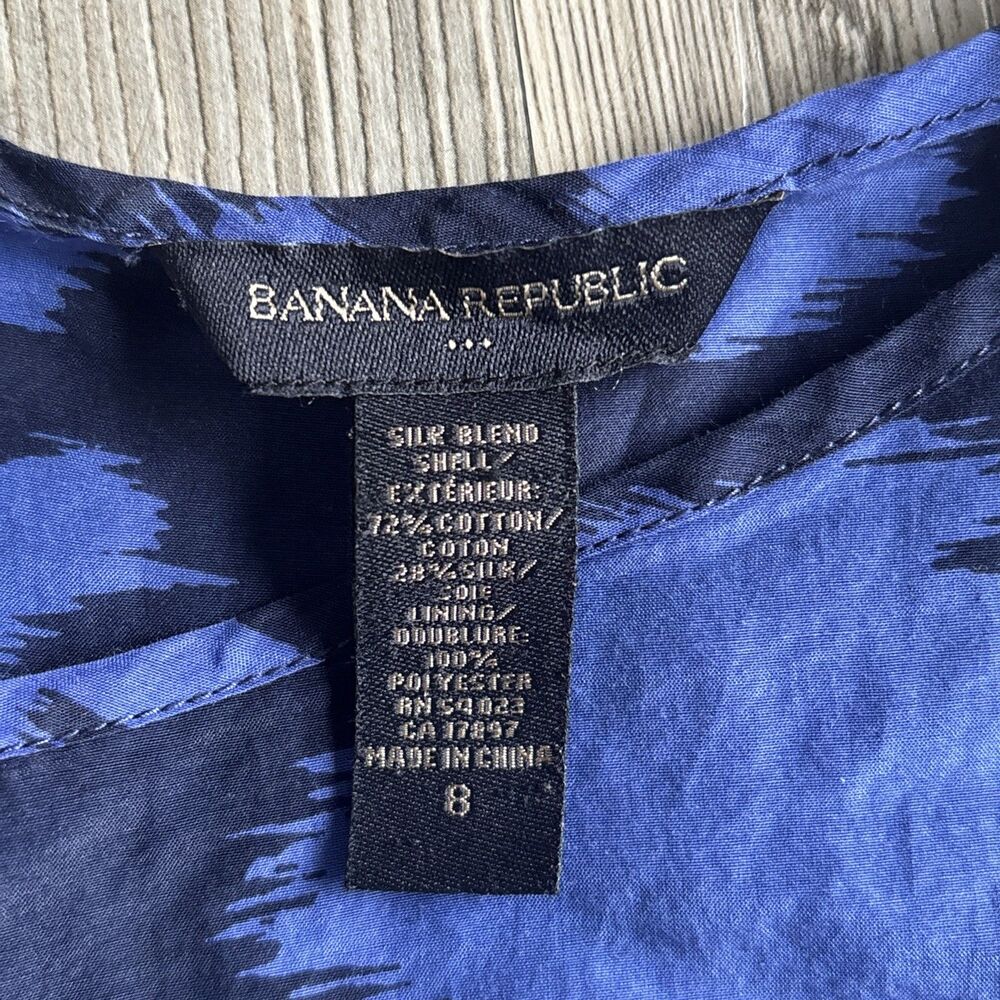 BANANA REPUBLIC
SILK BLEND
SHELL/
EXTÉRIEUR:
72% COTTON/
COTON
28% SILK/
SOIE
LINING/
DOUBLURE:
100%
POLYESTER
RN 54023
CA 17897
MADE IN CHINA
8